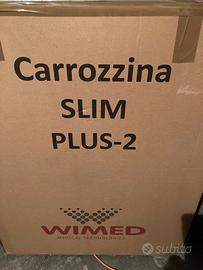 Carrozzina
SLIM
PLUS-2
WIMED
MEDICAL TECHNOLOGIES
subito